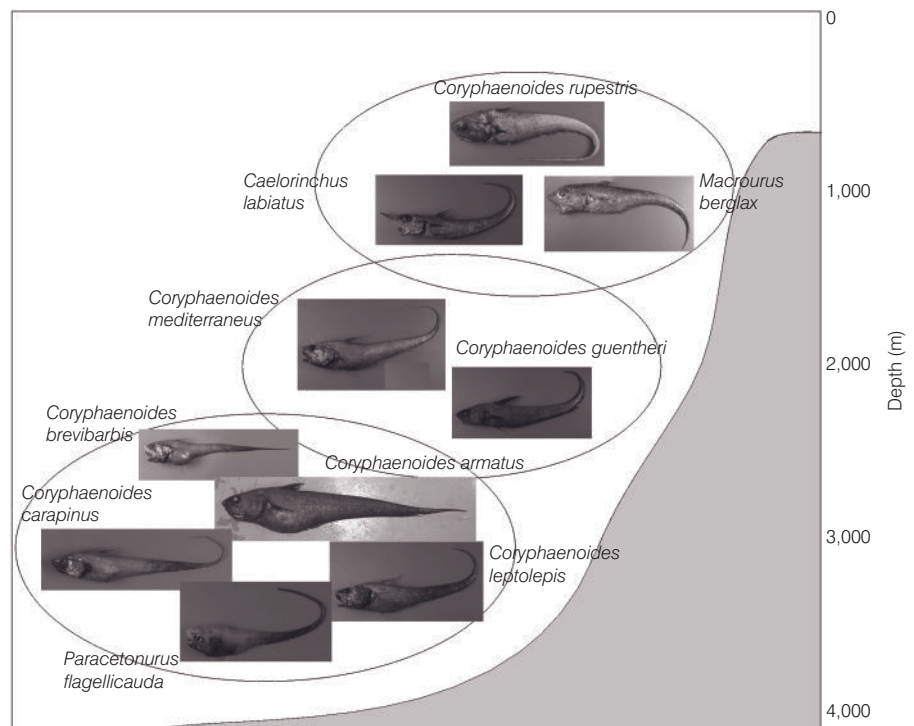 0
Coryphaenoides rupestris
Caelorinchus
labiatus
Macrourus
berglax
1,000
Coryphaenoides
mediterraneus
Coryphaenoides guentheri
2,000
Depth (m)
Coryphaenoides
brevibarbis
Coryphaenoides armatus
Coryphaenoides
carapinus
3,000
Coryphaenoides
leptolepis
Paracetonurus
flagellicauda
4,000